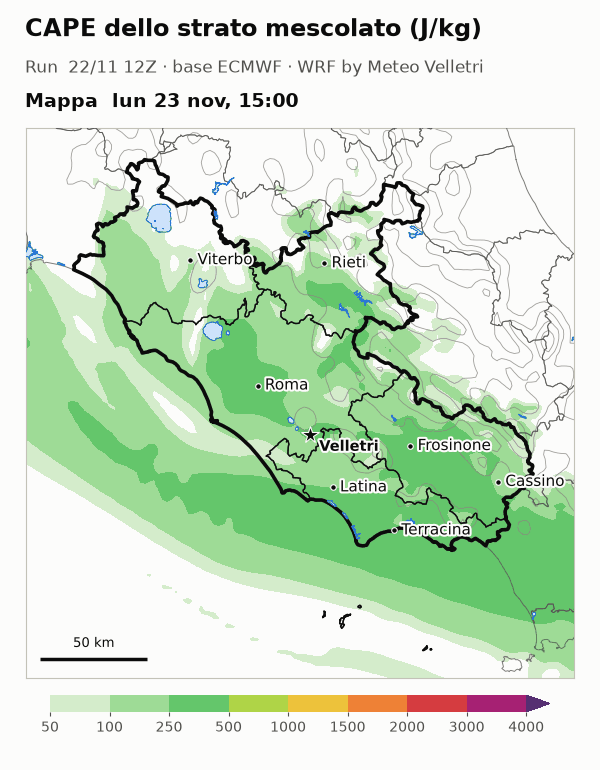 CAPE dello strato mescolato (J/kg)
Run  22/11 12Z · base ECMWF · WRF by Meteo Velletri
Mappa  lun 23 nov, 15:00
Viterbo
Rieti
Roma
Velletri
Frosinone
Cassino
Latina
Terracina
50 km
50 100 250 500 1000 1500 2000 3000 4000